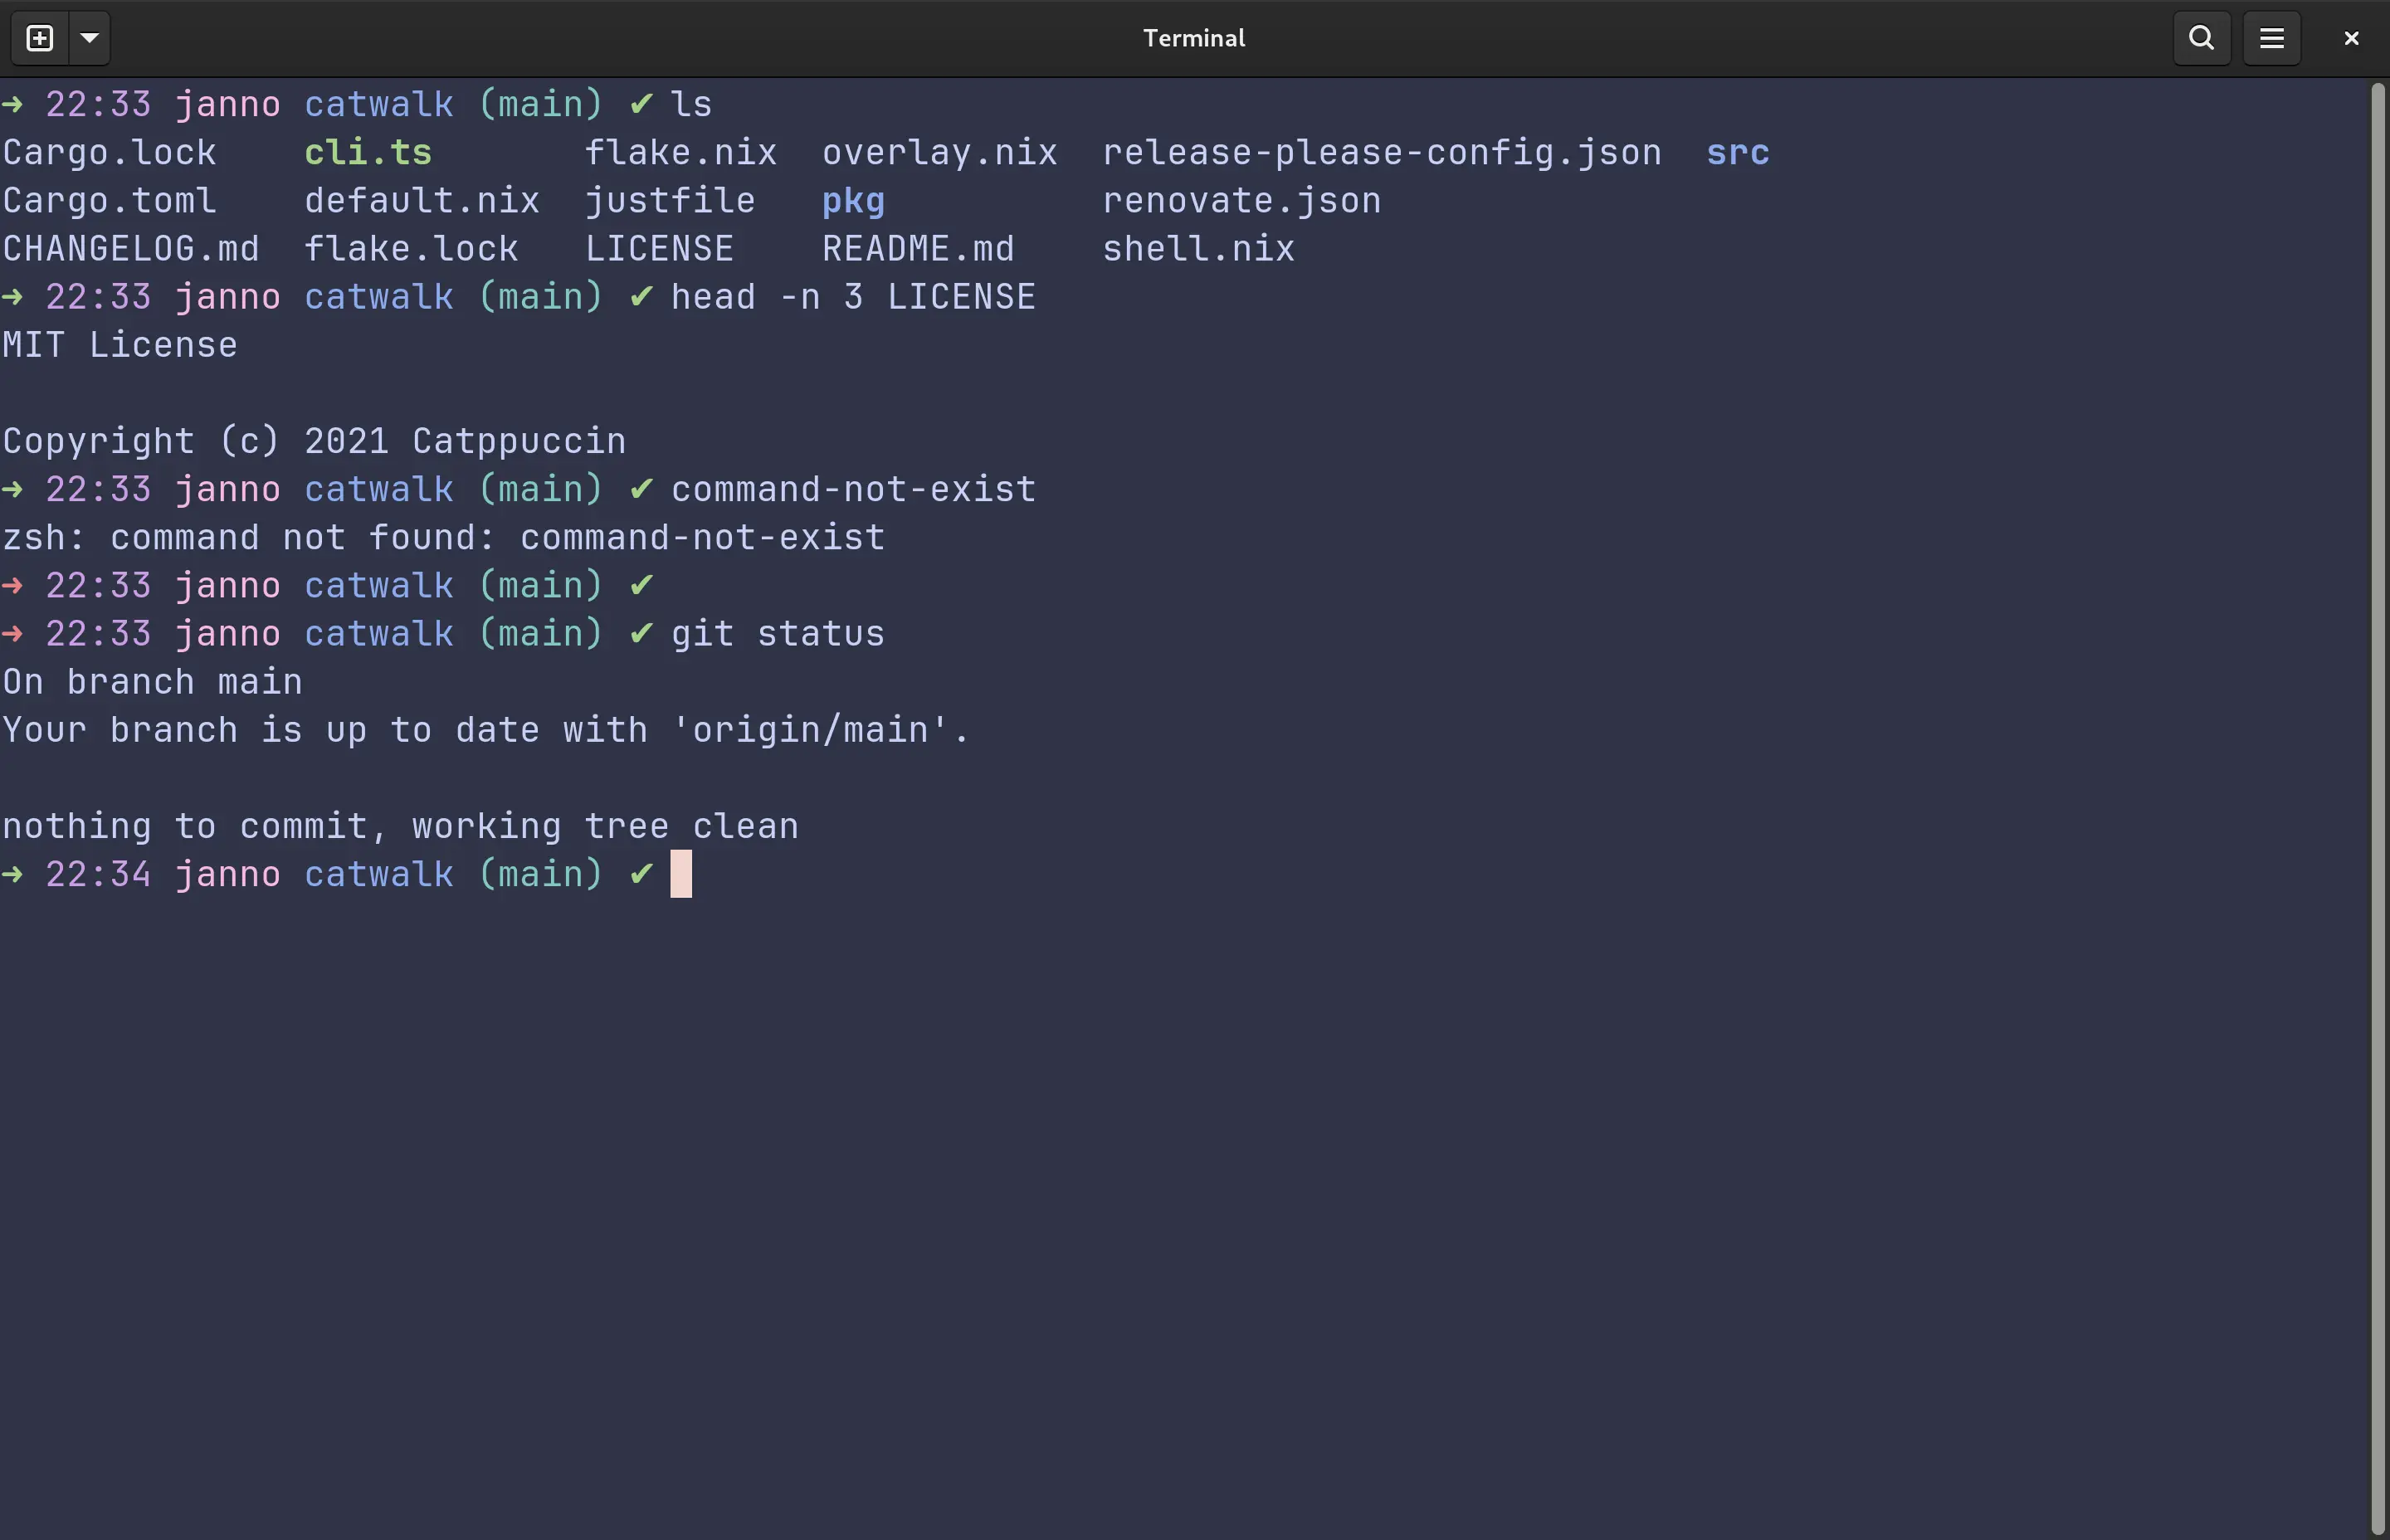 Terminal
➜ 22:33 janno catwalk (main) ✔ ls
Cargo.lock    cli.ts       flake.nix  overlay.nix  release-please-config.json  src
Cargo.toml    default.nix  justfile   pkg          renovate.json
CHANGELOG.md  flake.lock   LICENSE    README.md    shell.nix
➜ 22:33 janno catwalk (main) ✔ head -n 3 LICENSE
MIT License
Copyright (c) 2021 Catppuccin
➜ 22:33 janno catwalk (main) ✔ command-not-exist
zsh: command not found: command-not-exist
➜ 22:33 janno catwalk (main) ✔
➜ 22:33 janno catwalk (main) ✔ git status
On branch main
Your branch is up to date with 'origin/main'.
nothing to commit, working tree clean
➜ 22:34 janno catwalk (main) ✔